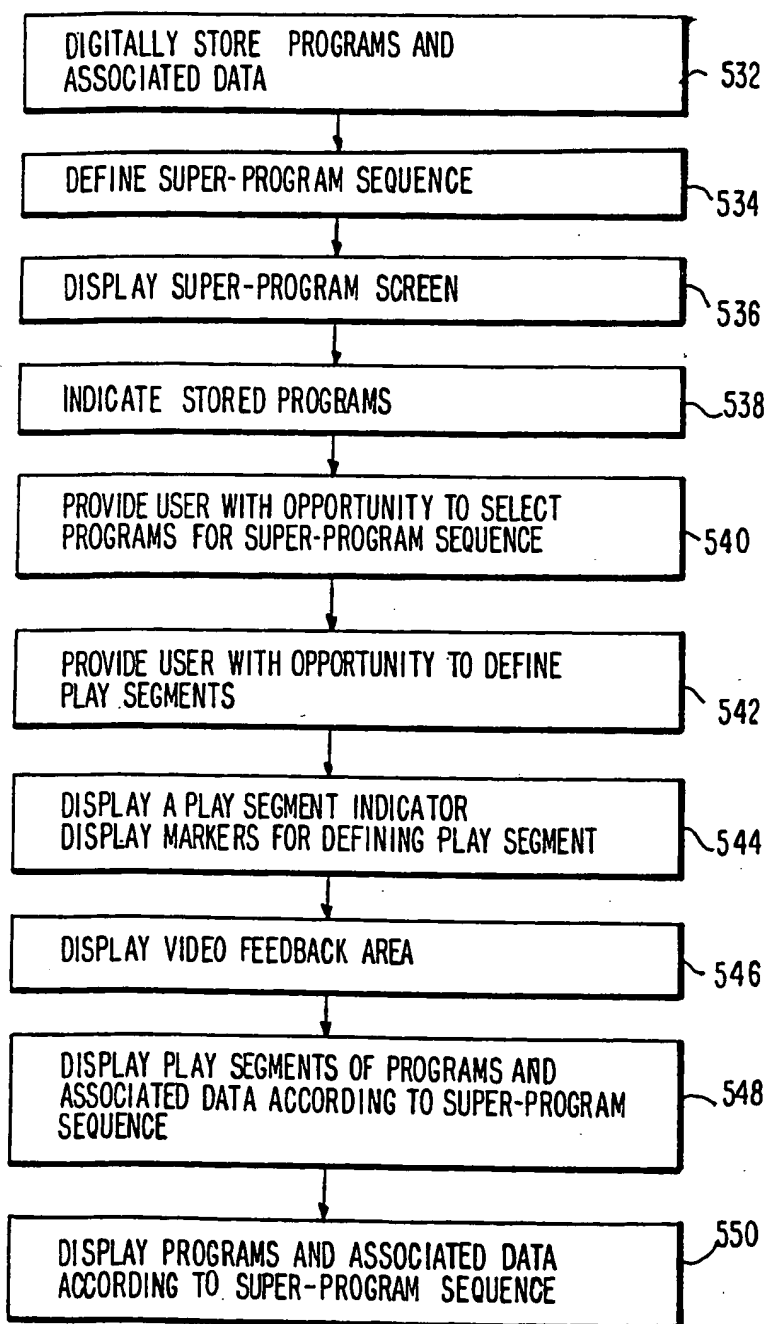 DIGITALLY STORE PROGRAMS AND
ASSOCIATED DATA
532
DEFINE SUPER-PROGRAM SEQUENCE
534
DISPLAY SUPER-PROGRAM SCREEN
536
INDICATE STORED PROGRAMS
538
PROVIDE USER WITH OPPORTUNITY TO SELECT
PROGRAMS FOR SUPER-PROGRAM SEQUENCE
540
PROVIDE USER WITH OPPORTUNITY TO DEFINE
PLAY SEGMENTS
542
DISPLAY A PLAY SEGMENT INDICATOR
DISPLAY MARKERS FOR DEFINING PLAY SEGMENT
544
DISPLAY VIDEO FEEDBACK AREA
546
DISPLAY PLAY SEGMENTS OF PROGRAMS AND
ASSOCIATED DATA ACCORDING TO SUPER-PROGRAM
SEQUENCE
548
DISPLAY PROGRAMS AND ASSOCIATED DATA
ACCORDING TO SUPER-PROGRAM SEQUENCE
550